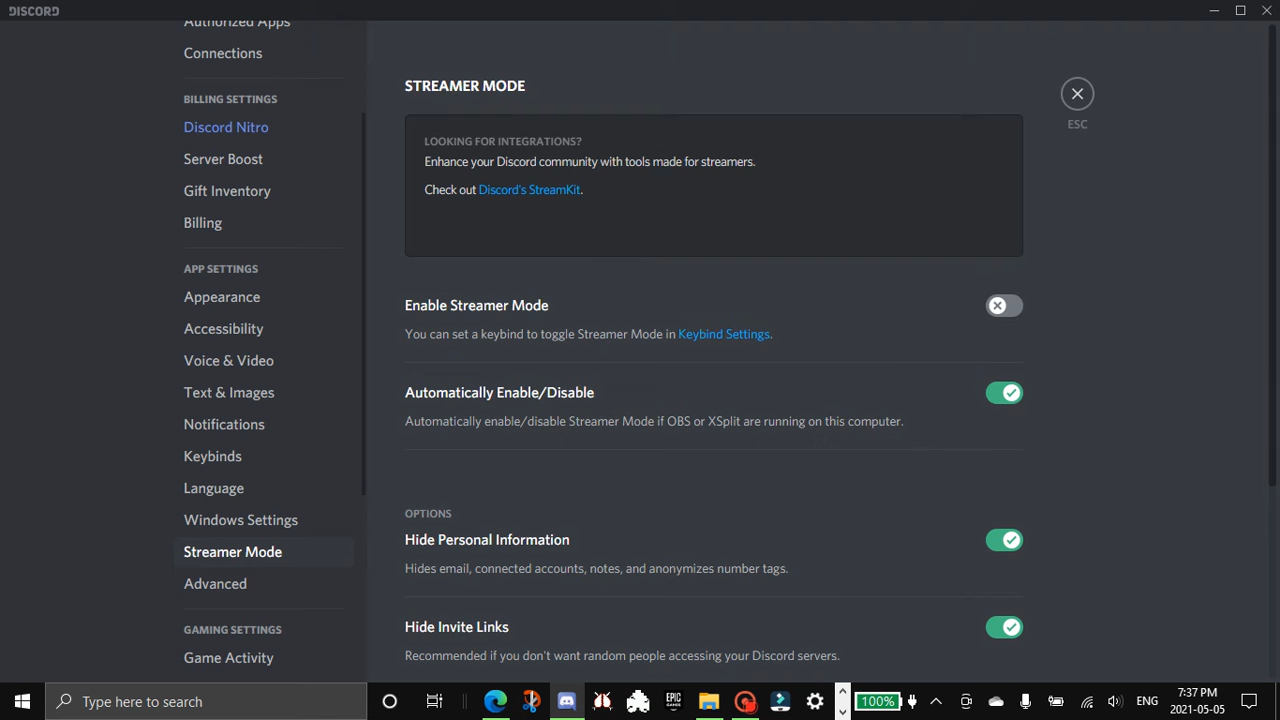 DISCORD
Authorized Apps
Connections
BILLING SETTINGS
Discord Nitro
Server Boost
Gift Inventory
Billing
APP SETTINGS
Appearance
Accessibility
Voice & Video
Text & Images
Notifications
Keybinds
Language
Windows Settings
Streamer Mode
Advanced
GAMING SETTINGS
Game Activity
STREAMER MODE
ESC
LOOKING FOR INTEGRATIONS?
Enhance your Discord community with tools made for streamers.
Check out Discord's StreamKit.
Enable Streamer Mode
You can set a keybind to toggle Streamer Mode in Keybind Settings.
Automatically Enable/Disable
Automatically enable/disable Streamer Mode if OBS or XSplit are running on this computer.
OPTIONS
Hide Personal Information
Hides email, connected accounts, notes, and anonymizes number tags.
Hide Invite Links
Recommended if you don't want random people accessing your Discord servers.
Type here to search
EPIC
GAMES
100%
ENG
7:37 PM
2021-05-05